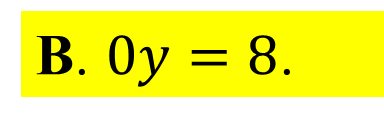 B. 0y = 8.